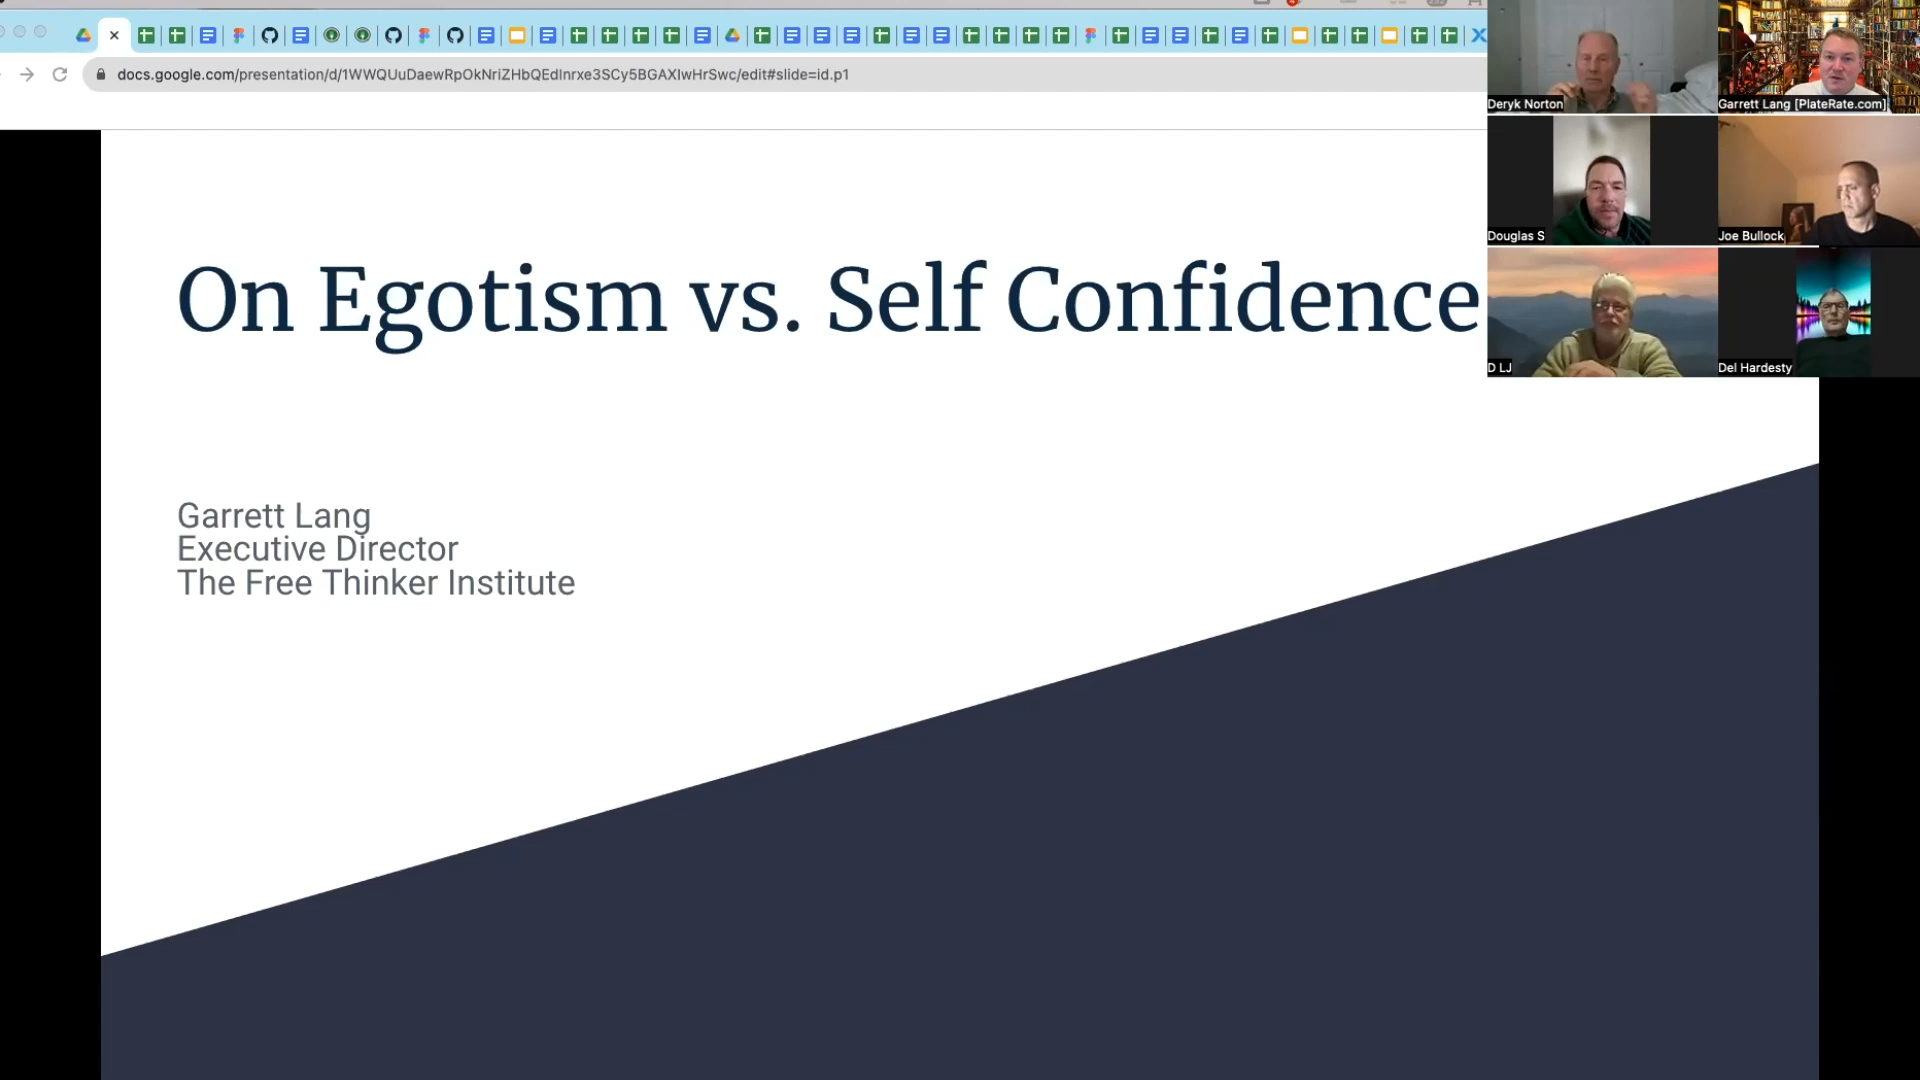 docs.google.com/presentation/d/1WWQUuDaewRpOkNriZHbQEdlnrxe3SCy5BGAXIwHrSwc/edit#slide=id.p1
Deryk Norton
Garrett Lang [PlateRate.com]
Douglas S
Joe Bullock
D LJ
Del Hardesty
On Egotism vs. Self Confidence
Garrett Lang
Executive Director
The Free Thinker Institute